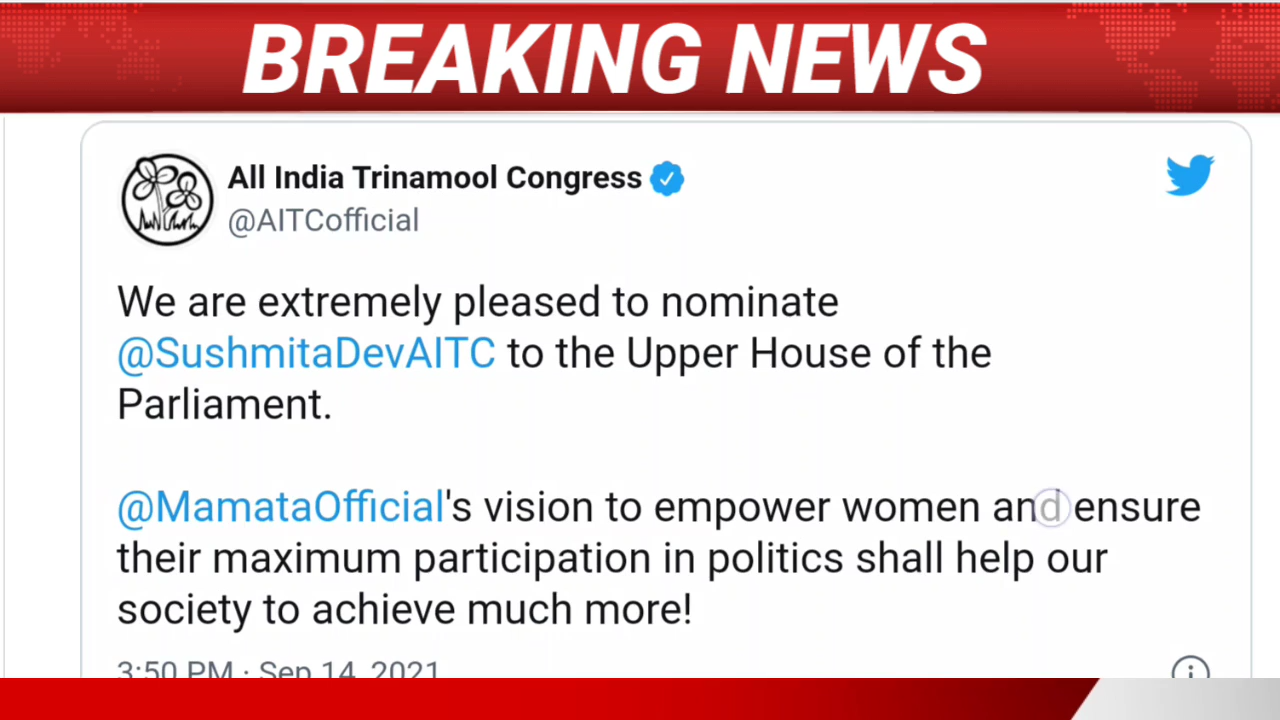 BREAKING NEWS
All India Trinamool Congress
@AITCofficial
We are extremely pleased to nominate
@SushmitaDevAITC to the Upper House of the
Parliament.
@MamataOfficial's vision to empower women and ensure
their maximum participation in politics shall help our
society to achieve much more!
3:50 PM · Sep 14, 2021